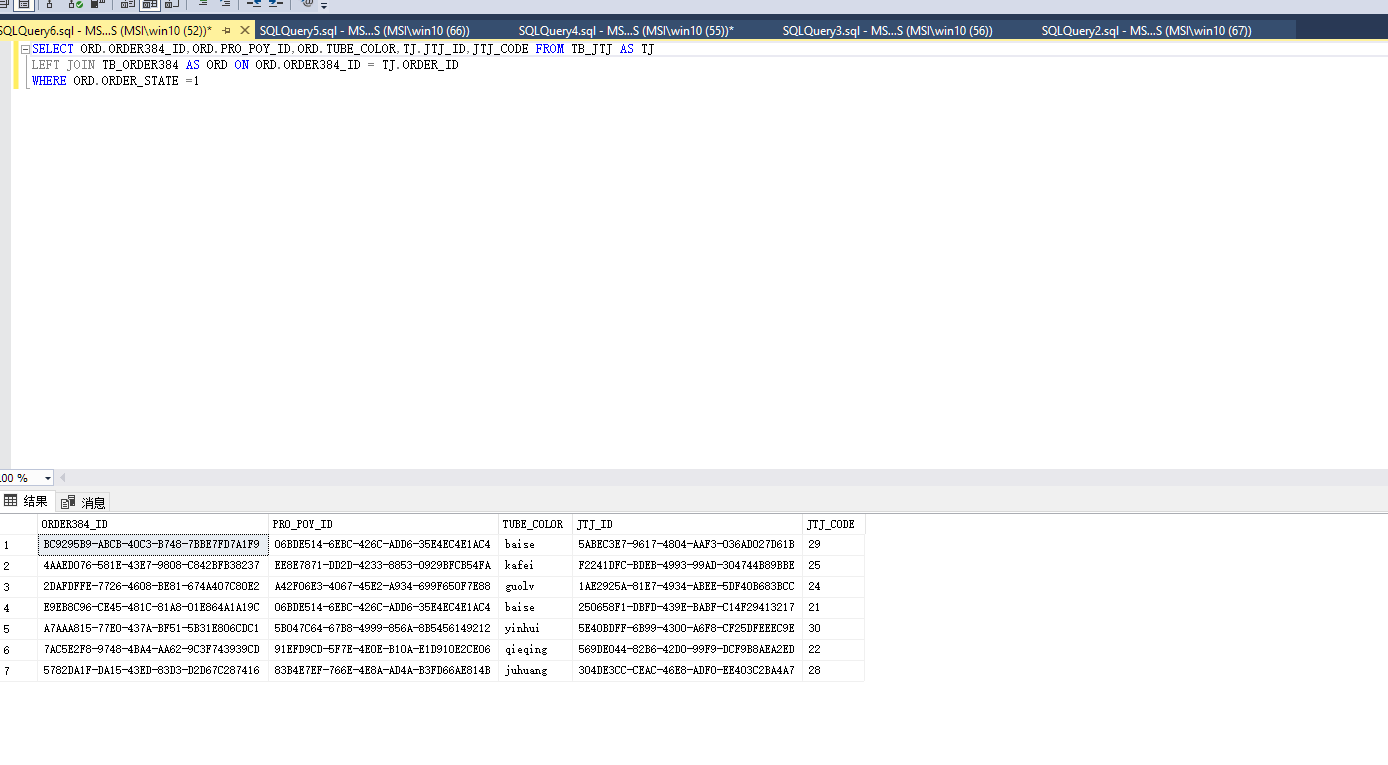 SQLQuery6.sql - MS...S (MSI\win10 (52))* SQLQuery5.sql - MS...S (MSI\win10 (66)) SQLQuery4.sql - MS...S (MSI\win10 (55))* SQLQuery3.sql - MS...S (MSI\win10 (56)) SQLQuery2.sql - MS...S (MSI\win10 (67))
SELECT ORD.ORDER384_ID,ORD.PRO_POY_ID,ORD.TUBE_COLOR,TJ.JTJ_ID,JTJ_CODE FROM TB_JTJ AS TJ
LEFT JOIN TB_ORDER384 AS ORD ON ORD.ORDER384_ID = TJ.ORDER_ID
WHERE ORD.ORDER_STATE =1
.00 %
结果 消息
ORDER384_ID PRO_POY_ID TUBE_COLOR JTJ_ID JTJ_CODE
1 BC9295B9-ABCB-40C3-B748-7BBE7FD7A1F9 06BDE514-6EBC-426C-ADD6-35E4EC4E1AC4 baise 5ABEC3E7-9617-4804-AAF3-036AD027D61B 29
2 4AAED076-581E-43E7-9808-C842BFB38237 EE8E7871-DD2D-4233-8853-0929BFCB54FA kafei F2241DFC-BDEB-4993-99AD-304744B89BBE 25
3 2DAFDFFE-7726-4608-BE81-674A407C80E2 A42F06E3-4067-45E2-A934-699F650F7E88 guolv 1AE2925A-81E7-4934-ABEE-5DF40B683BCC 24
4 E9EB8C96-CE45-481C-81A8-01E864A1A19C 06BDE514-6EBC-426C-ADD6-35E4EC4E1AC4 baise 250658F1-DBFD-439E-BABF-C14F29413217 21
5 A7AAA815-77E0-437A-BF51-5B31E806CDC1 5B047C64-67B8-4999-856A-8B5456149212 yinhui 5E40BDFF-6B99-4300-A6F8-CF25DFEEEC9E 30
6 7AC5E2F8-9748-4BA4-AA62-9C3F743939CD 91EFD9CD-5F7E-4E0E-B10A-E1D910E2CE06 qieqing 569DE044-82B6-42D0-99F9-DCF9B8AEA2ED 22
7 5782DA1F-DA15-43ED-83D3-D2D67C287416 83B4E7EF-766E-4E8A-AD4A-B3FD66AE814B juhuang 304DE3CC-CEAC-46E8-ADF0-EE403C2BA4A7 28